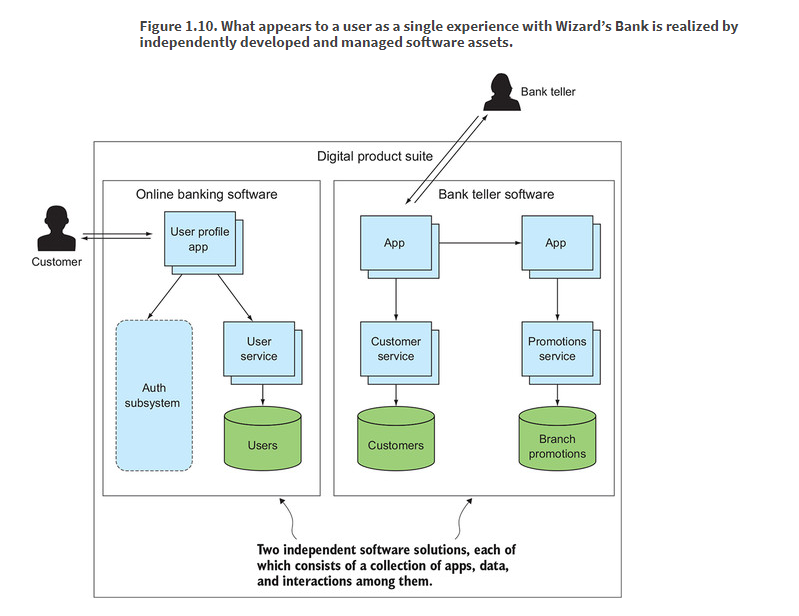 Figure 1.10. What appears to a user as a single experience with Wizard’s Bank is realized by
independently developed and managed software assets.
Bank teller
Digital product suite
Online banking software
Bank teller software
Customer
User profile
app
App
App
Auth
subsystem
User
service
Customer
service
Promotions
service
Users
Customers
Branch
promotions
Two independent software solutions, each of
which consists of a collection of apps, data,
and interactions among them.